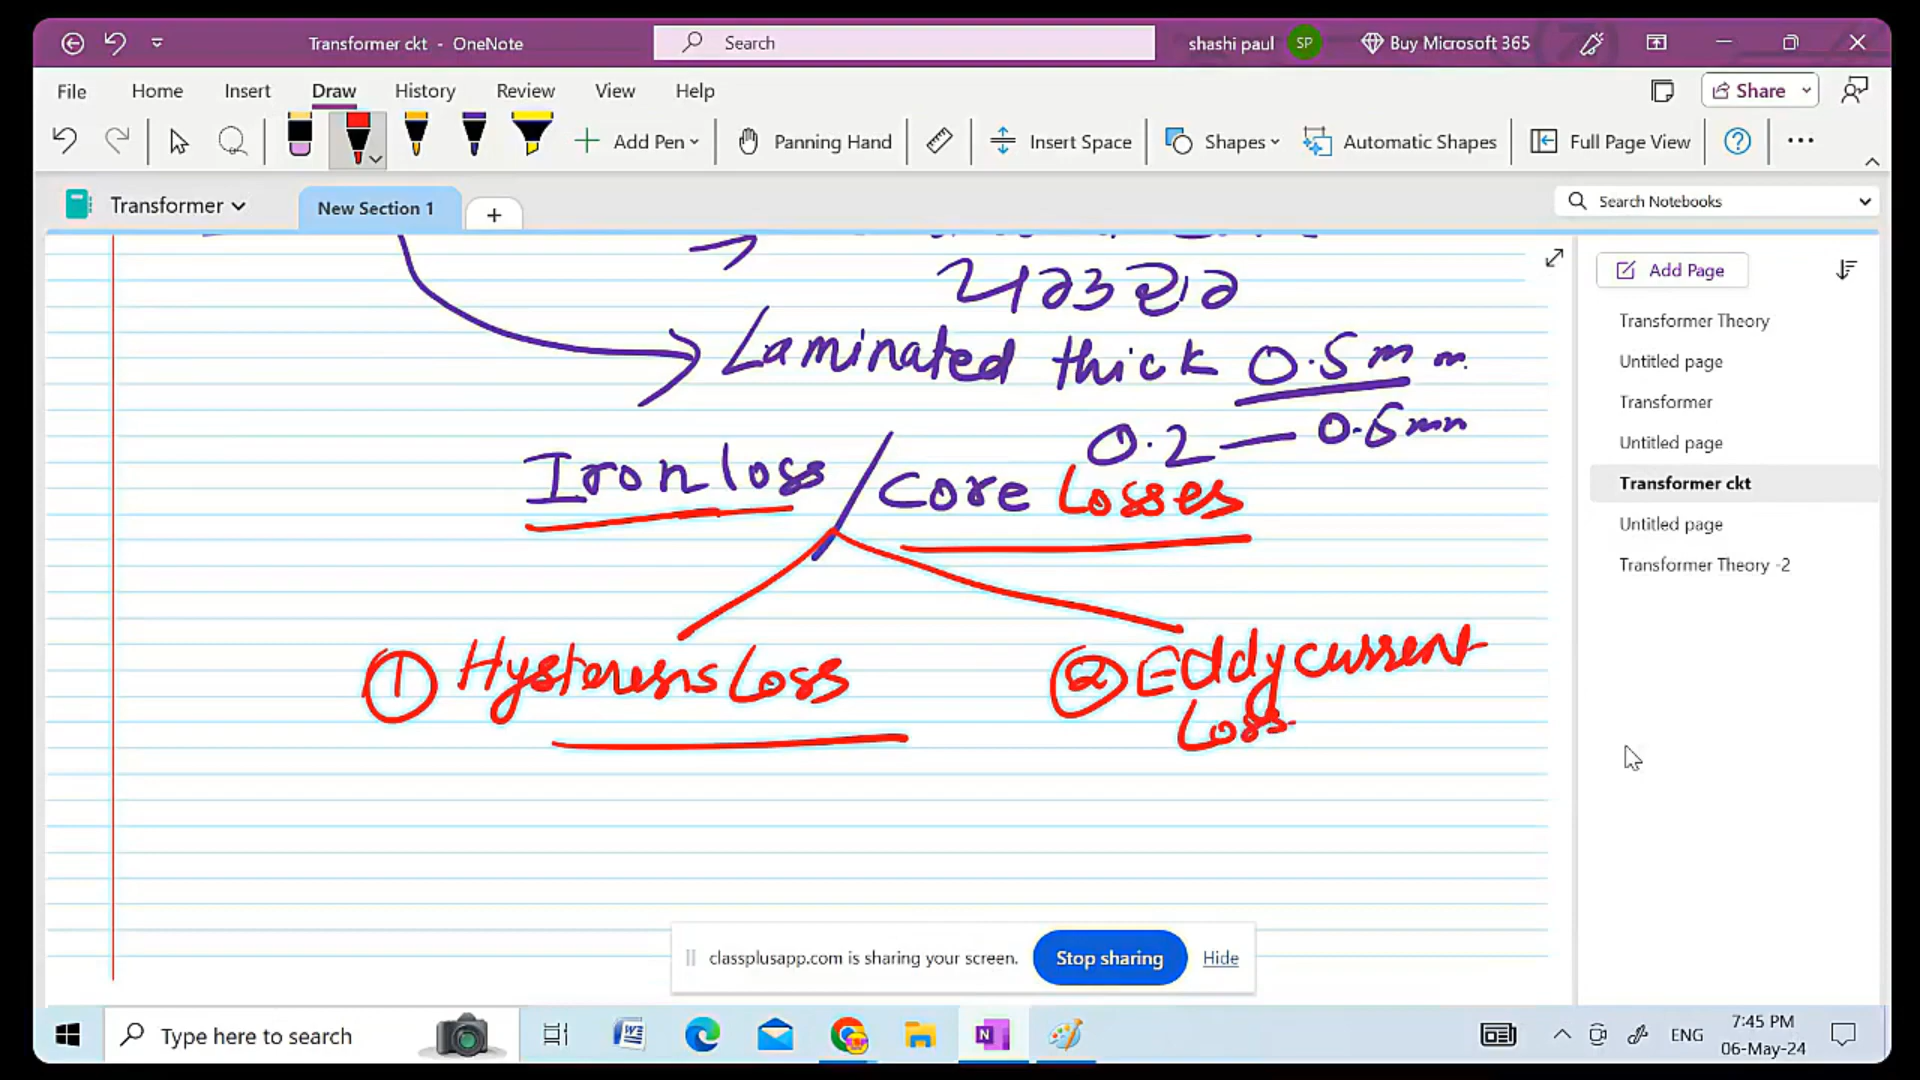 Transformer ckt - OneNote
Search
shashi paul SP
Buy Microsoft 365
File Home Insert Draw History Review View Help
Share
Add Pen
Panning Hand
Insert Space
Shapes
Automatic Shapes
Full Page View
Transformer
New Section 1
Search Notebooks
Laminated thick 0.5mm.
0.2 — 0.5mm
Iron loss / Core Losses
① Hysteresis Loss
② Eddy current
Loss.
Add Page
Transformer Theory
Untitled page
Transformer
Untitled page
Transformer ckt
Untitled page
Transformer Theory -2
classplusapp.com is sharing your screen.
Stop sharing
Hide
Type here to search
ENG
7:45 PM
06-May-24